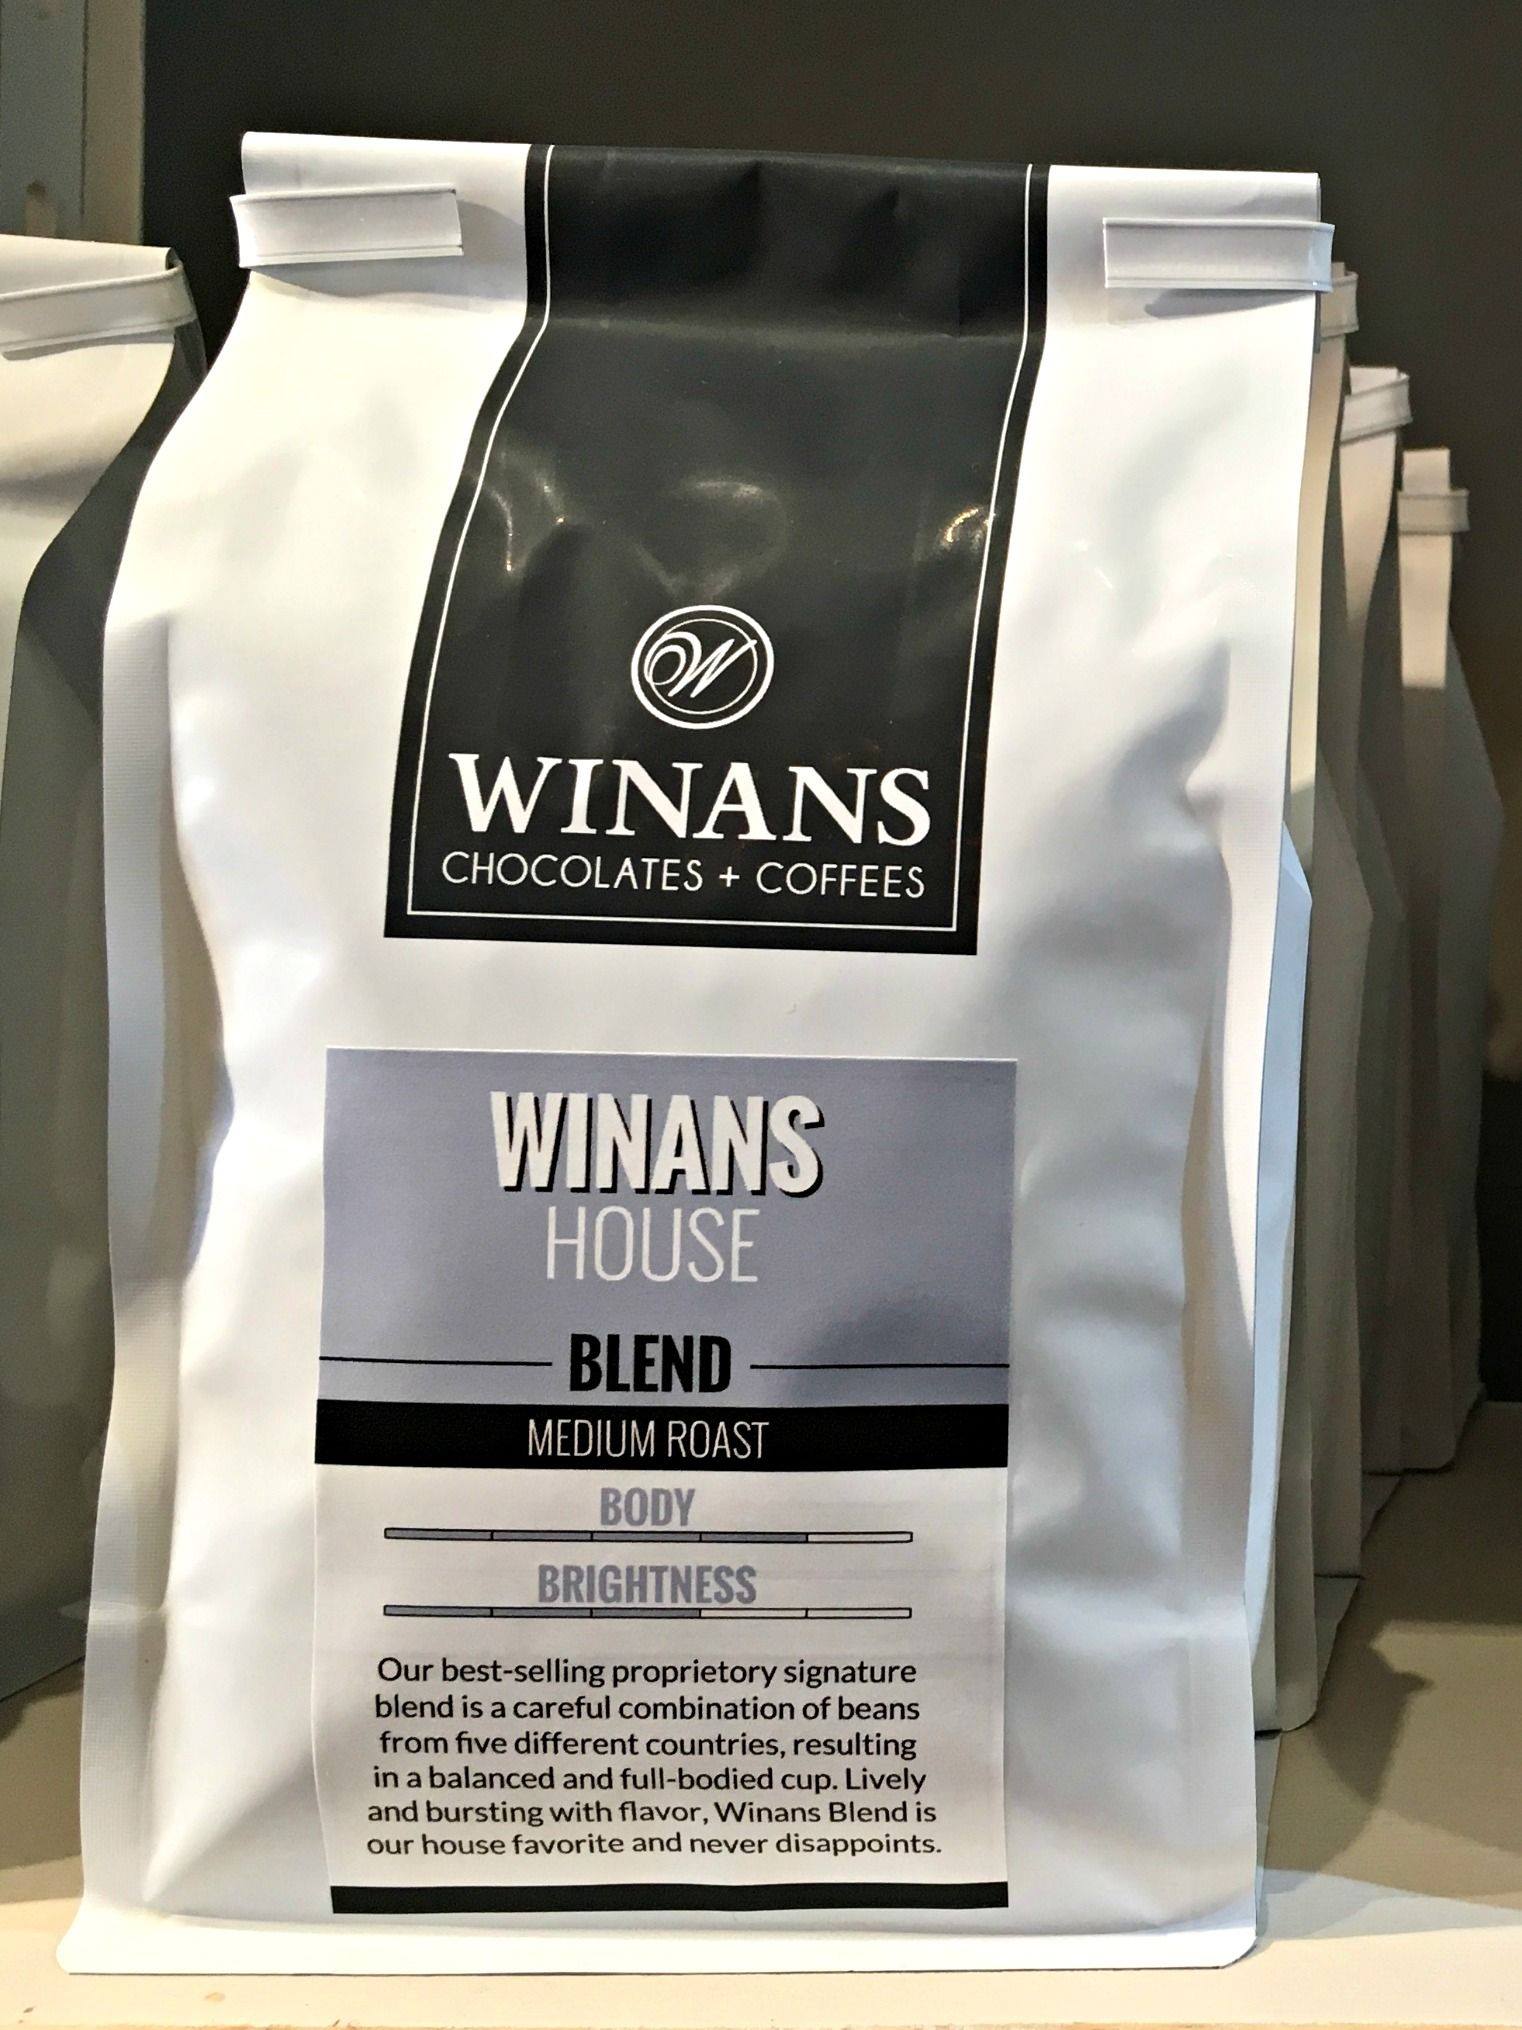 W
WINANS
CHOCOLATES + COFFEES
WINANS
HOUSE
BLEND
MEDIUM ROAST
BODY
BRIGHTNESS
Our best-selling proprietory signature
blend is a careful combination of beans
from five different countries, resulting
in a balanced and full-bodied cup. Lively
and bursting with flavor, Winans Blend is
our house favorite and never disappoints.